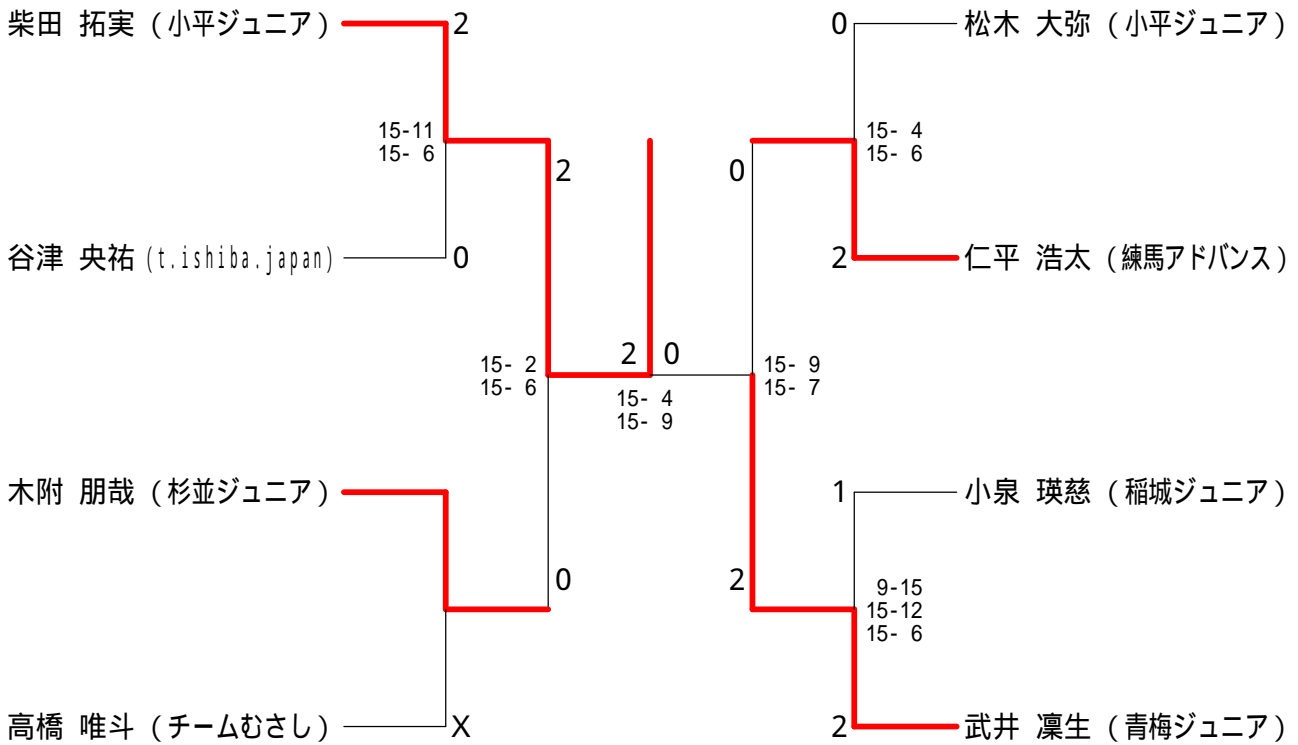 柴田 拓実 (小平ジュニア) 2
0 松木 大弥 (小平ジュニア)
15-11
15- 6
2
0
15- 4
15- 6
谷津 央祐 (t.ishiba.japan) 0
2 仁平 浩太 (練馬アドバンス)
15- 2
15- 6
2 0
15- 4
15- 9
15- 9
15- 7
木附 朋哉 (杉並ジュニア)
1 小泉 瑛慈 (稲城ジュニア)
0
2
9-15
15-12
15- 6
高橋 唯斗 (チームむさし) X
2 武井 凜生 (青梅ジュニア)